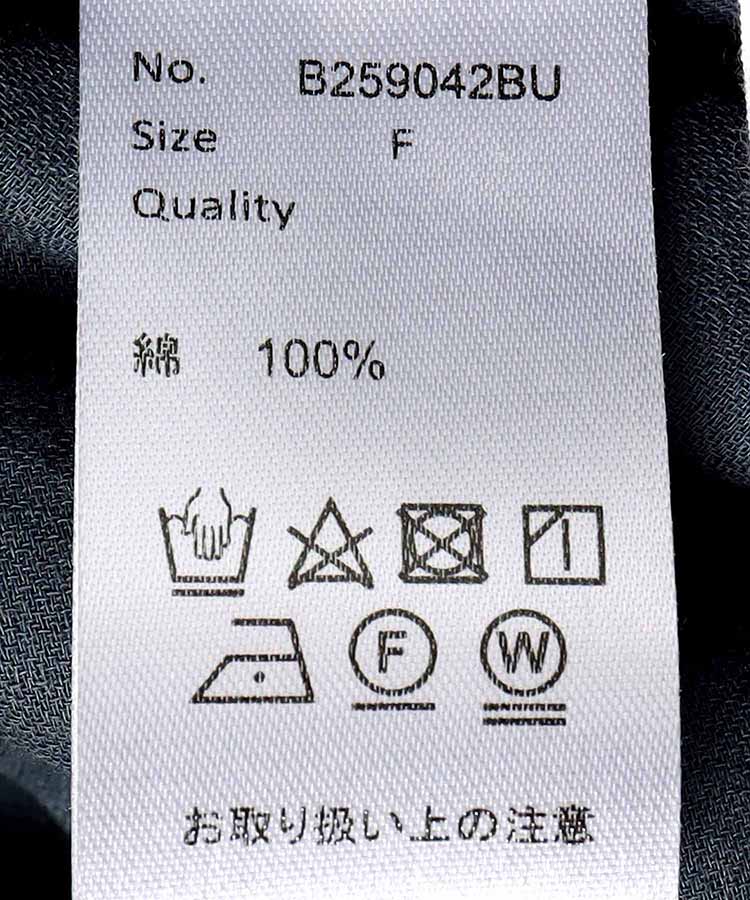 No. B259042BU
Size F
Quality
綿 100%
F W
お取り扱い上の注意